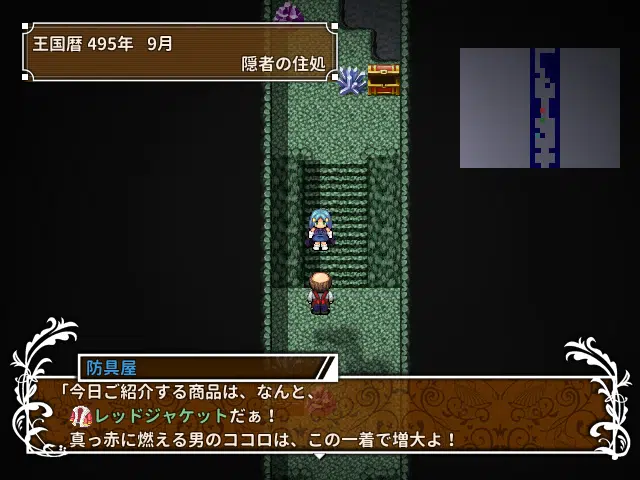 王国暦 495年 9月
隠者の住処
防具屋
「今日ご紹介する商品は、なんと、
レッドジャケットだぁ！
真っ赤に燃える男のココロは、この一着で増大よ！